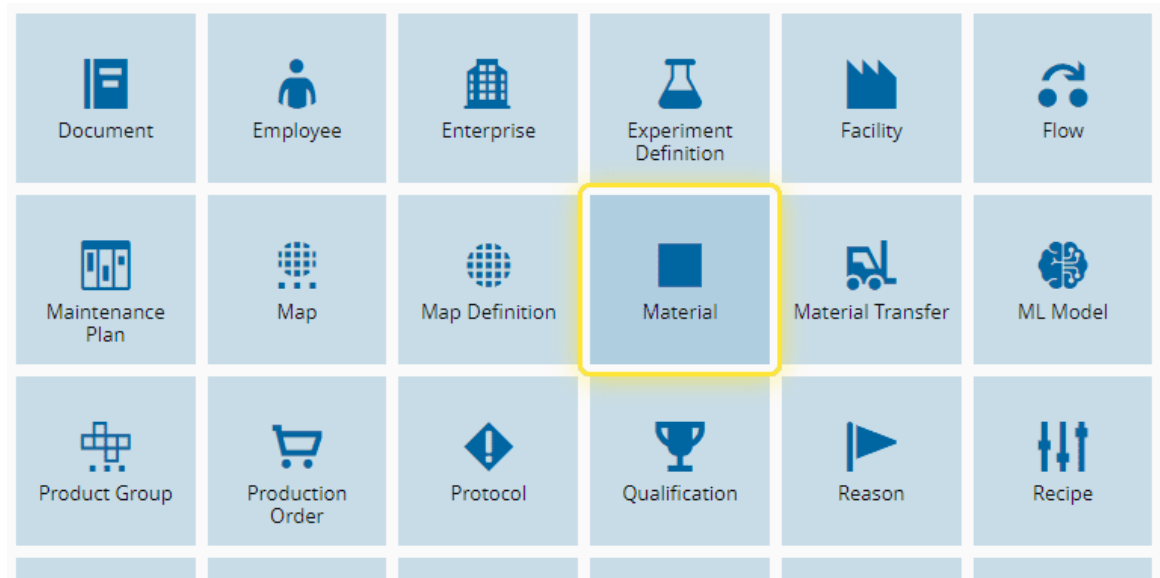 Document
Employee
Enterprise
Experiment
Definition
Facility
Flow
Maintenance
Plan
Map
Map Definition
Material
Material Transfer
ML Model
Product Group
Production
Order
Protocol
Qualification
Reason
Recipe